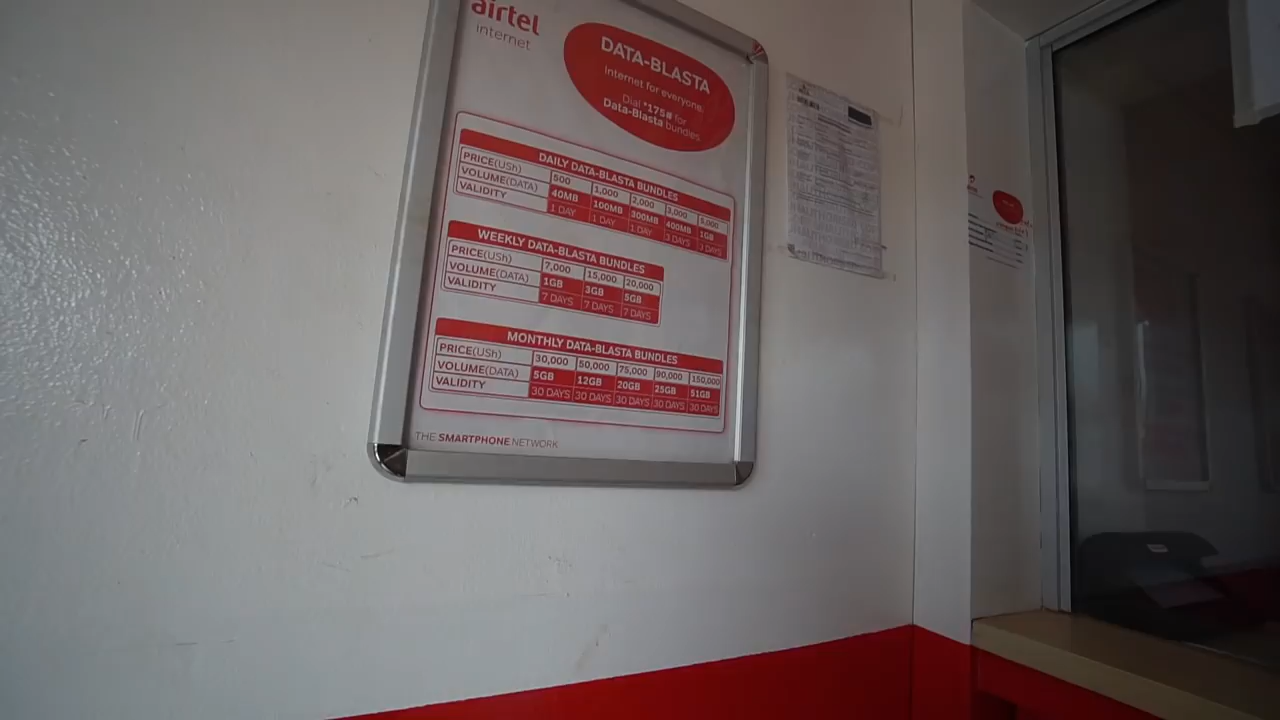 airtel
internet
DATA-BLASTA
Internet for everyone.
Dial *175# for
Data-Blasta bundles
DAILY DATA-BLASTA BUNDLES
PRICE(USh) 500 1,000 2,000 3,000 5,000
VOLUME(DATA) 40MB 100MB 300MB 400MB 1GB
VALIDITY 1 DAY 1 DAY 1 DAY 3 DAYS 3 DAYS
WEEKLY DATA-BLASTA BUNDLES
PRICE(USh) 7,000 15,000 20,000
VOLUME(DATA) 1GB 3GB 5GB
VALIDITY 7 DAYS 7 DAYS 7 DAYS
MONTHLY DATA-BLASTA BUNDLES
PRICE(USh) 30,000 50,000 75,000 90,000 150,000
VOLUME(DATA) 5GB 12GB 20GB 25GB 51GB
VALIDITY 30 DAYS 30 DAYS 30 DAYS 30 DAYS 30 DAYS
THE SMARTPHONE NETWORK